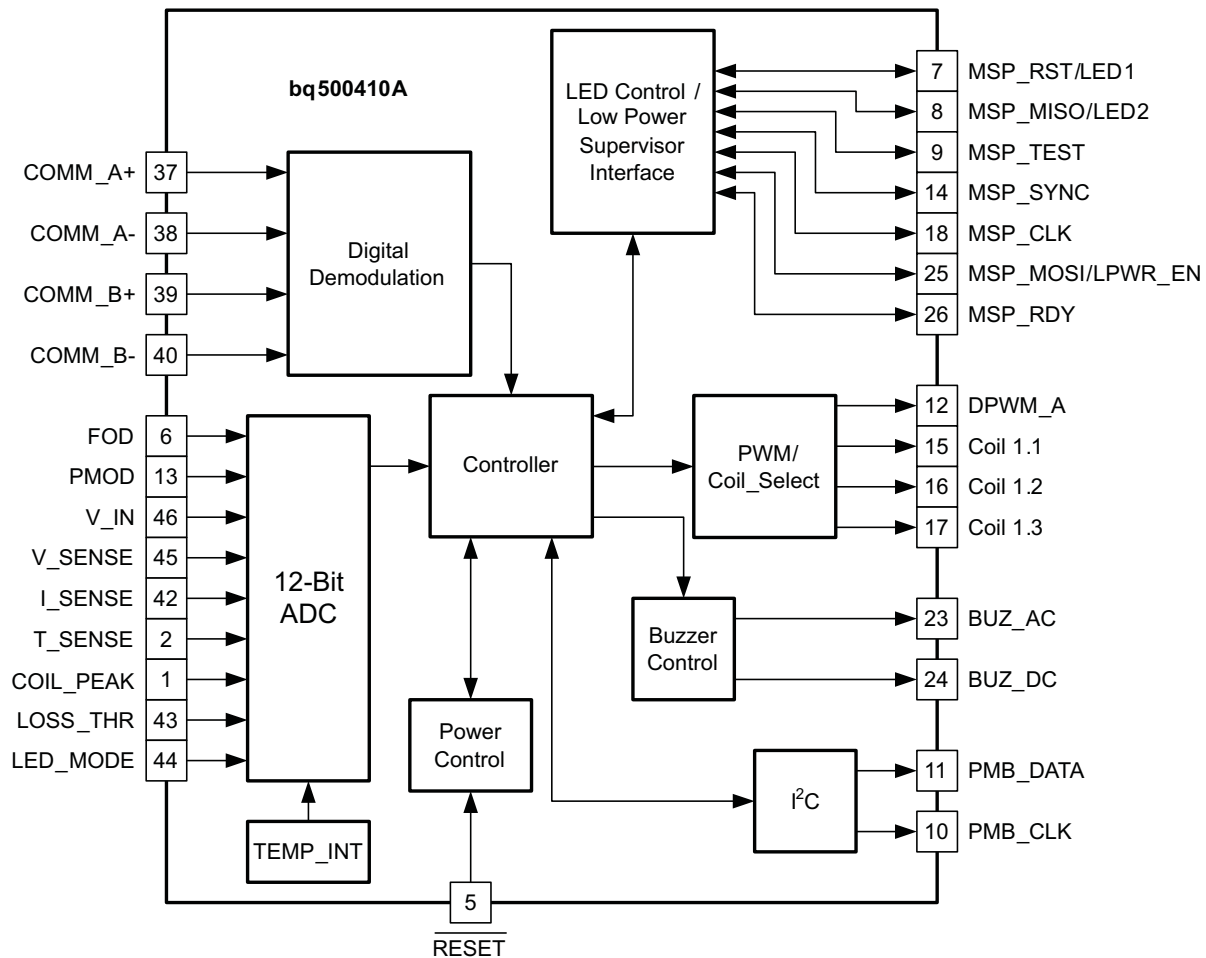 bq500410A
LED Control /
Low Power
Supervisor
Interface
7 MSP_RST/LED1
8 MSP_MISO/LED2
9 MSP_TEST
14 MSP_SYNC
18 MSP_CLK
25 MSP_MOSI/LPWR_EN
26 MSP_RDY
COMM_A+ 37
COMM_A- 38
COMM_B+ 39
COMM_B- 40
Digital
Demodulation
FOD 6
PMOD 13
V_IN 46
V_SENSE 45
I_SENSE 42
T_SENSE 2
COIL_PEAK 1
LOSS_THR 43
LED_MODE 44
12-Bit
ADC
TEMP_INT
Controller
PWM/
Coil_Select
12 DPWM_A
15 Coil 1.1
16 Coil 1.2
17 Coil 1.3
Buzzer
Control
23 BUZ_AC
24 BUZ_DC
Power
Control
I²C
11 PMB_DATA
10 PMB_CLK
5
RESET